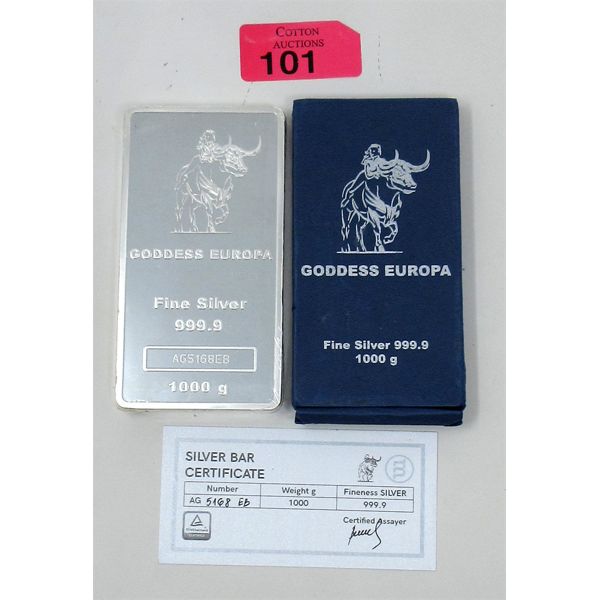 COTTON
AUCTIONS
101
GODDESS EUROPA
Fine Silver
999.9
AG5168EB
1000 g
GODDESS EUROPA
Fine Silver 999.9
1000 g
SILVER BAR
CERTIFICATE
Number Weight g Fineness SILVER
AG 5168 EB 1000 999.9
Certified Assayer